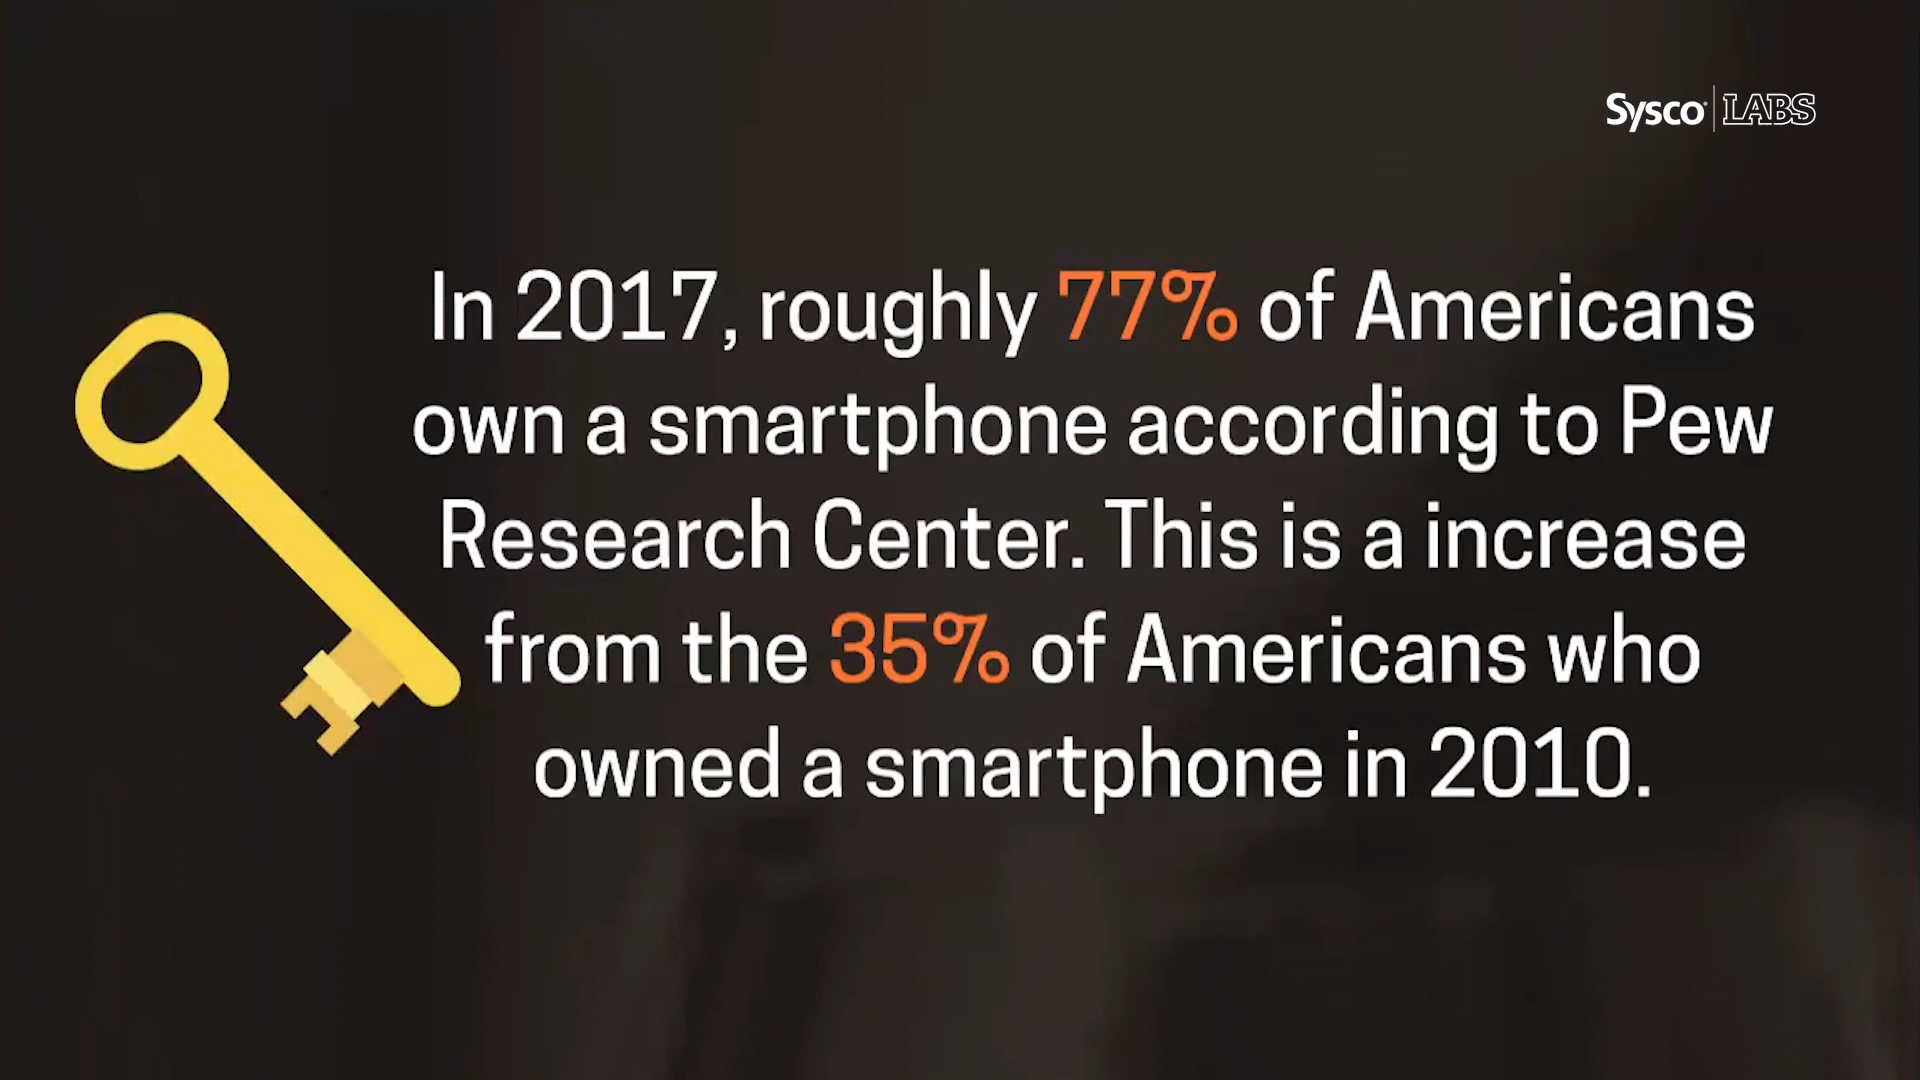 Sysco LABS
In 2017, roughly 77% of Americans
own a smartphone according to Pew
Research Center. This is a increase
from the 35% of Americans who
owned a smartphone in 2010.